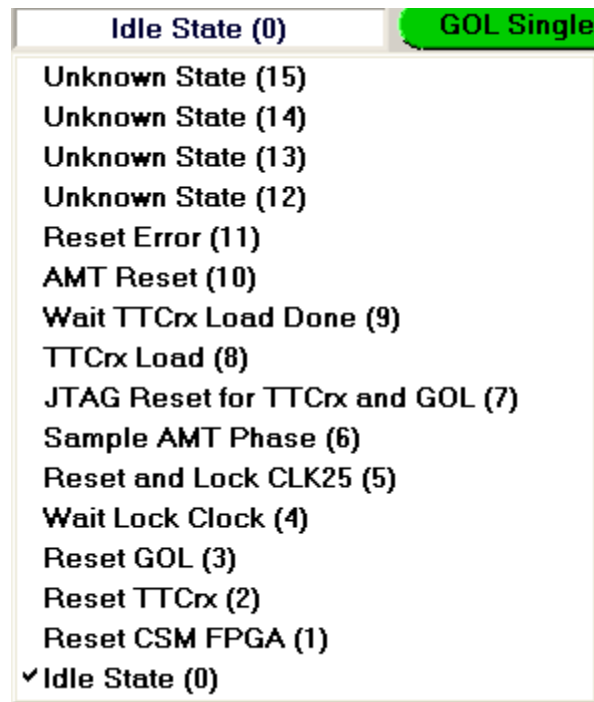 Idle State (0)
GOL Single
Unknown State (15)
Unknown State (14)
Unknown State (13)
Unknown State (12)
Reset Error (11)
AMT Reset (10)
Wait TTCrx Load Done (9)
TTCrx Load (8)
JTAG Reset for TTCrx and GOL (7)
Sample AMT Phase (6)
Reset and Lock CLK25 (5)
Wait Lock Clock (4)
Reset GOL (3)
Reset TTCrx (2)
Reset CSM FPGA (1)
✓Idle State (0)